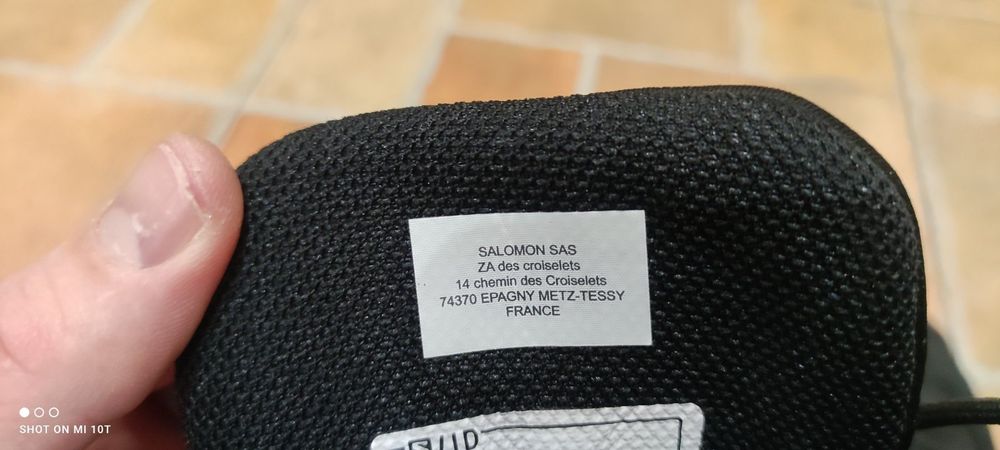 SALOMON SAS
ZA des croiselets
14 chemin des Croiselets
74370 EPAGNY METZ-TESSY
FRANCE
SHOT ON MI 10T